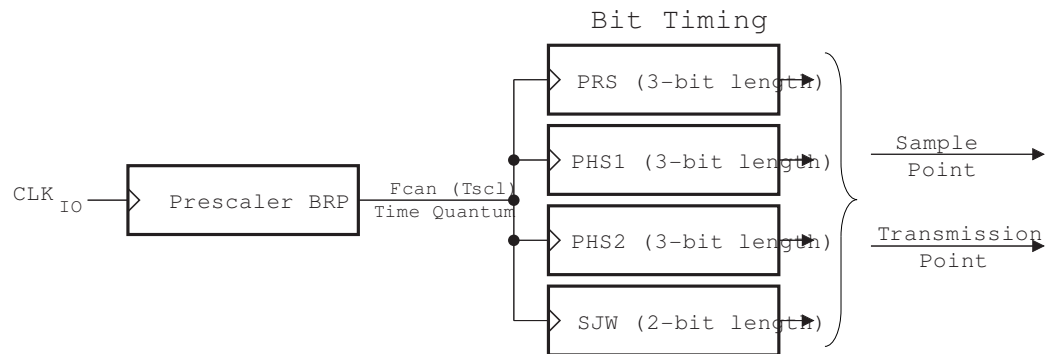 Bit Timing
PRS (3-bit length)
PHS1 (3-bit length)
PHS2 (3-bit length)
SJW (2-bit length)
CLK IO
Prescaler BRP
Fcan (Tscl)
Time Quantum
Sample
Point
Transmission
Point